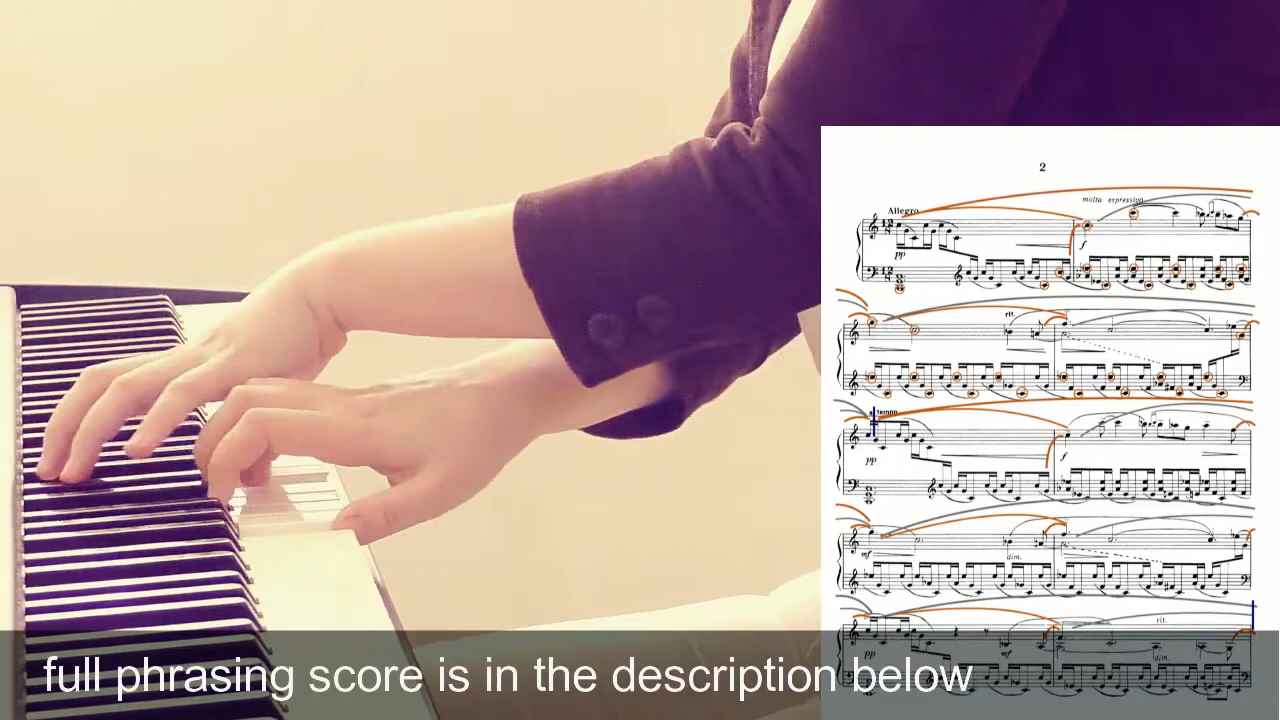 2
Allegro
molto espressivo
pp
f
rit.
a tempo
pp
f
mf
dim.
rit.
pp
mf
dim.
full phrasing score is in the description below